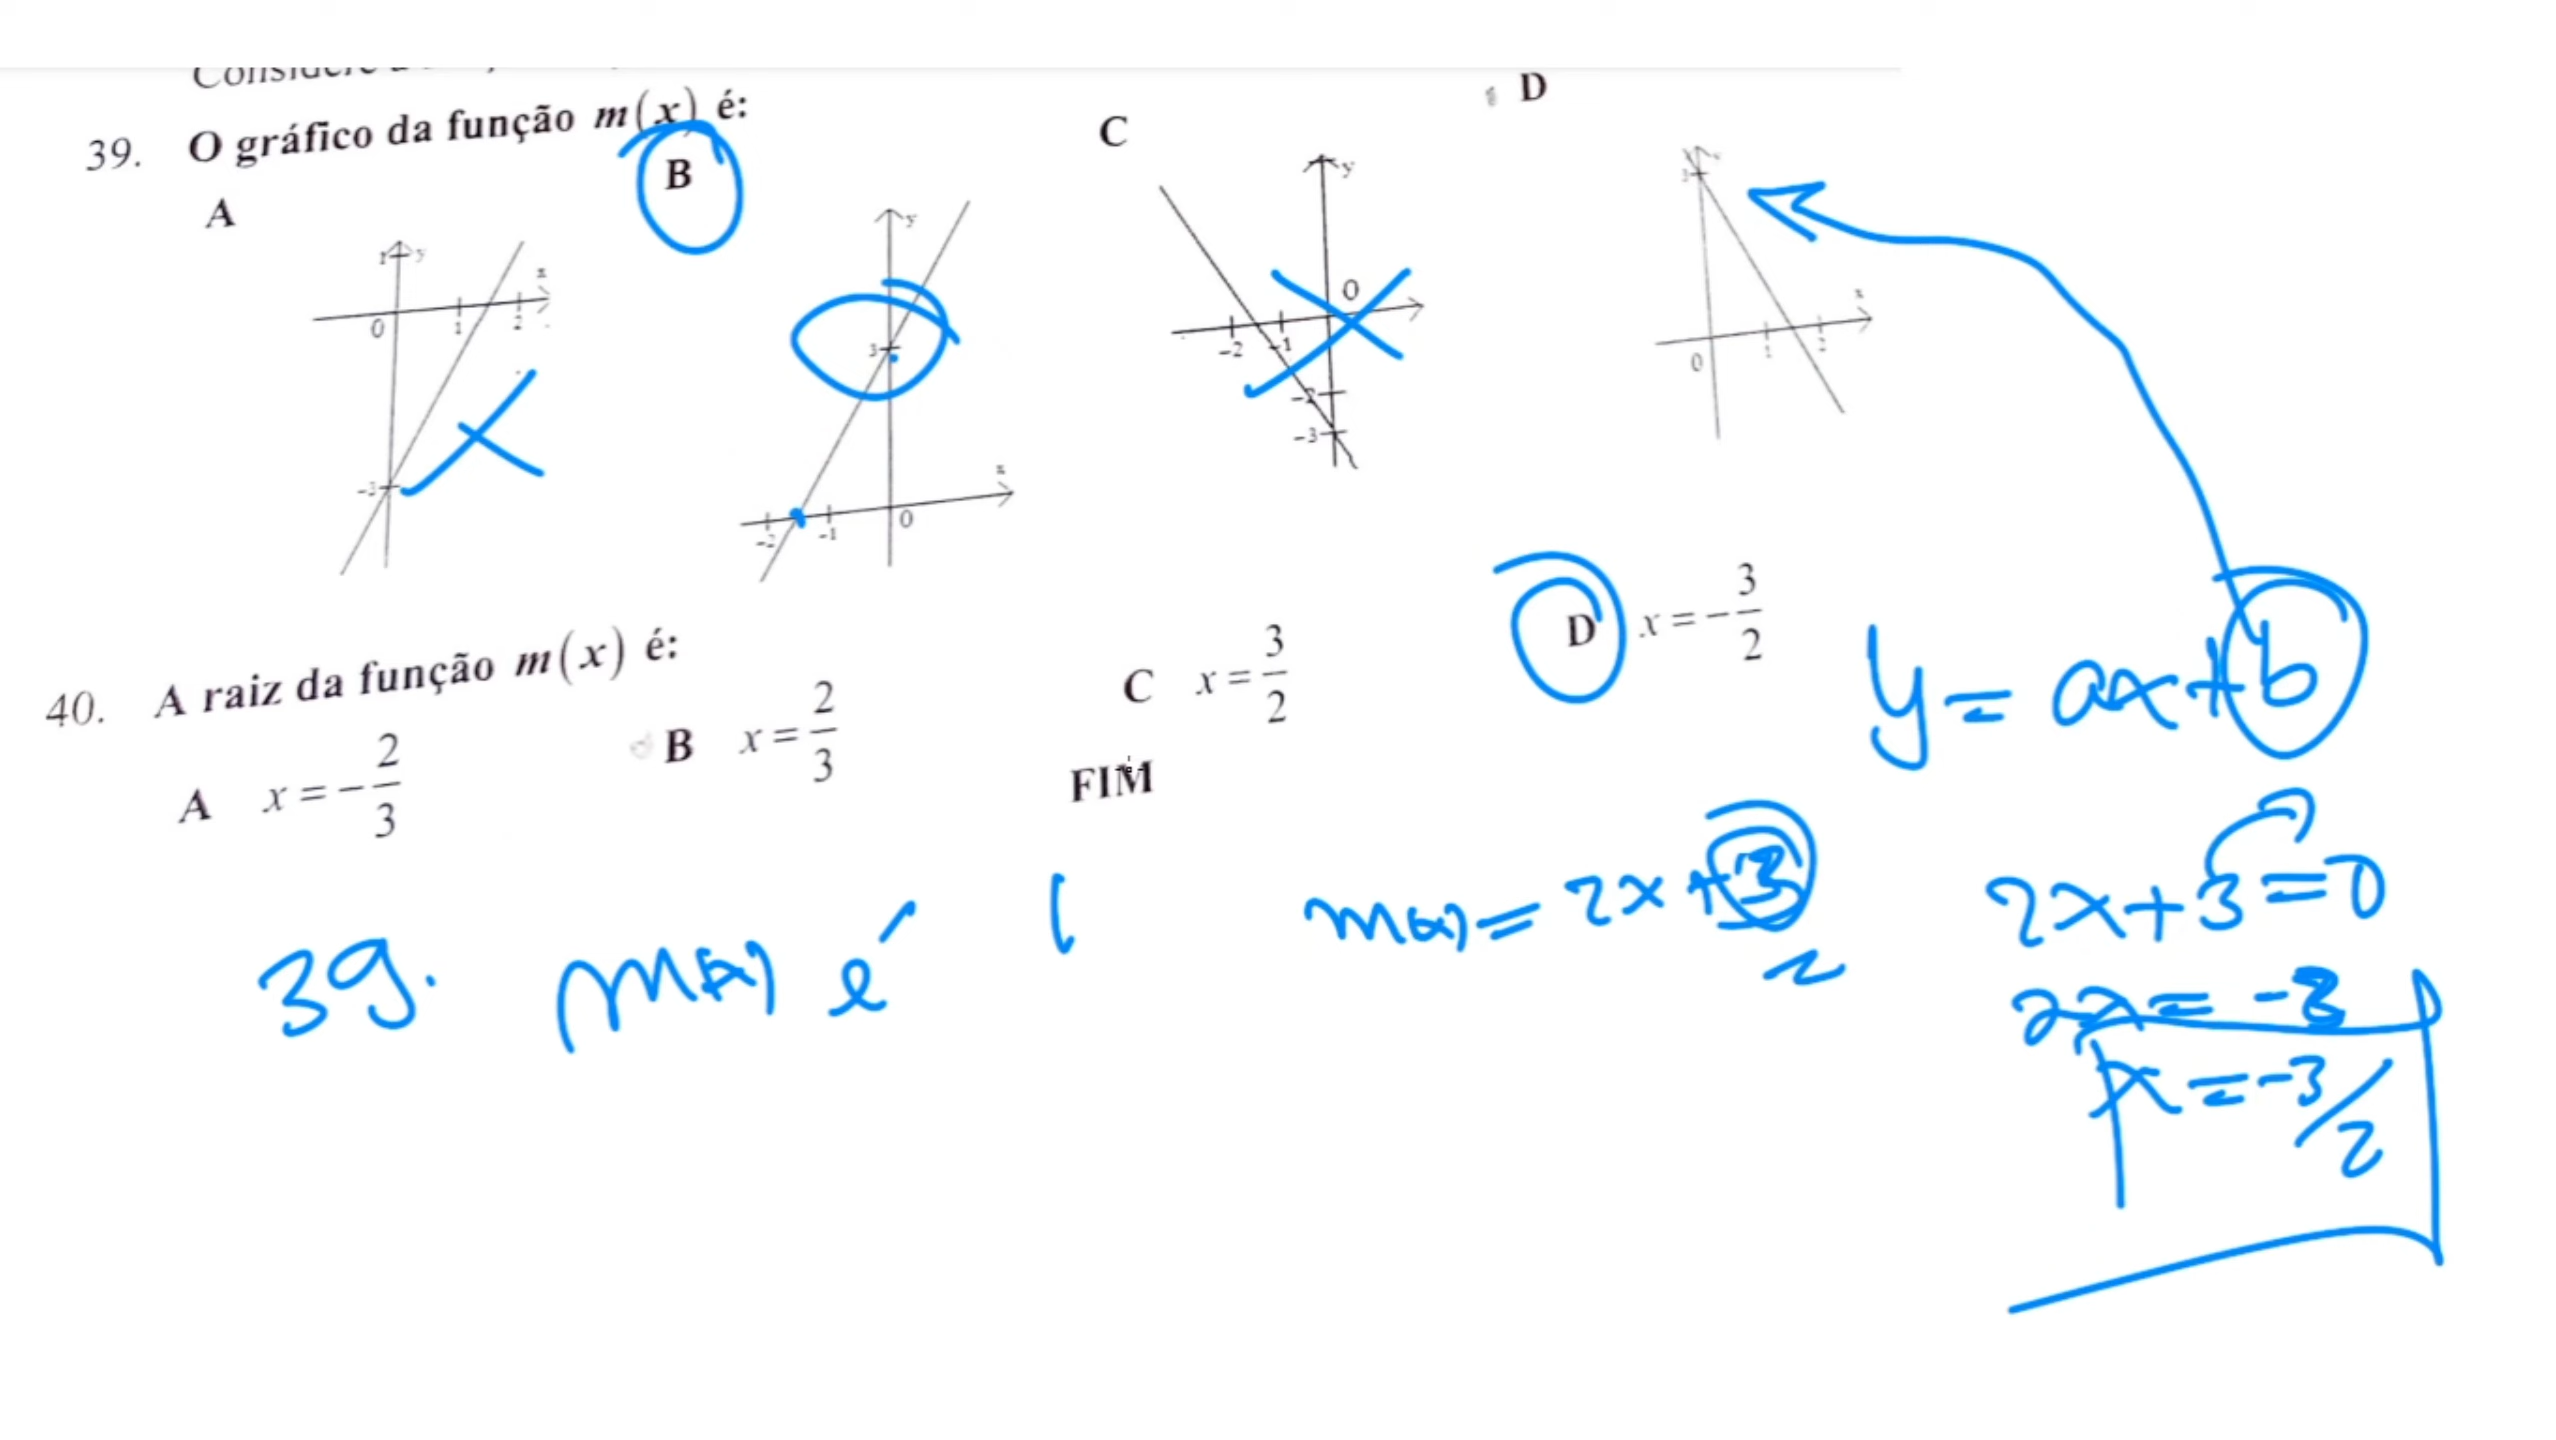 39. O gráfico da função m(x) é:
A
B
C
D
y
x
0
1
2
-3
y
x
3
-2
-1
0
y
0
-2
-1
-2
-3
y
x
3
0
1
2
40. A raiz da função m(x) é:
A x = -2/3
B x = 2/3
C x = 3/2
D x = -3/2
FIM
y = ax+b
39. m(x) é
m(x) = 2x+3
2x+3=0
2x = -3
x = -3/2